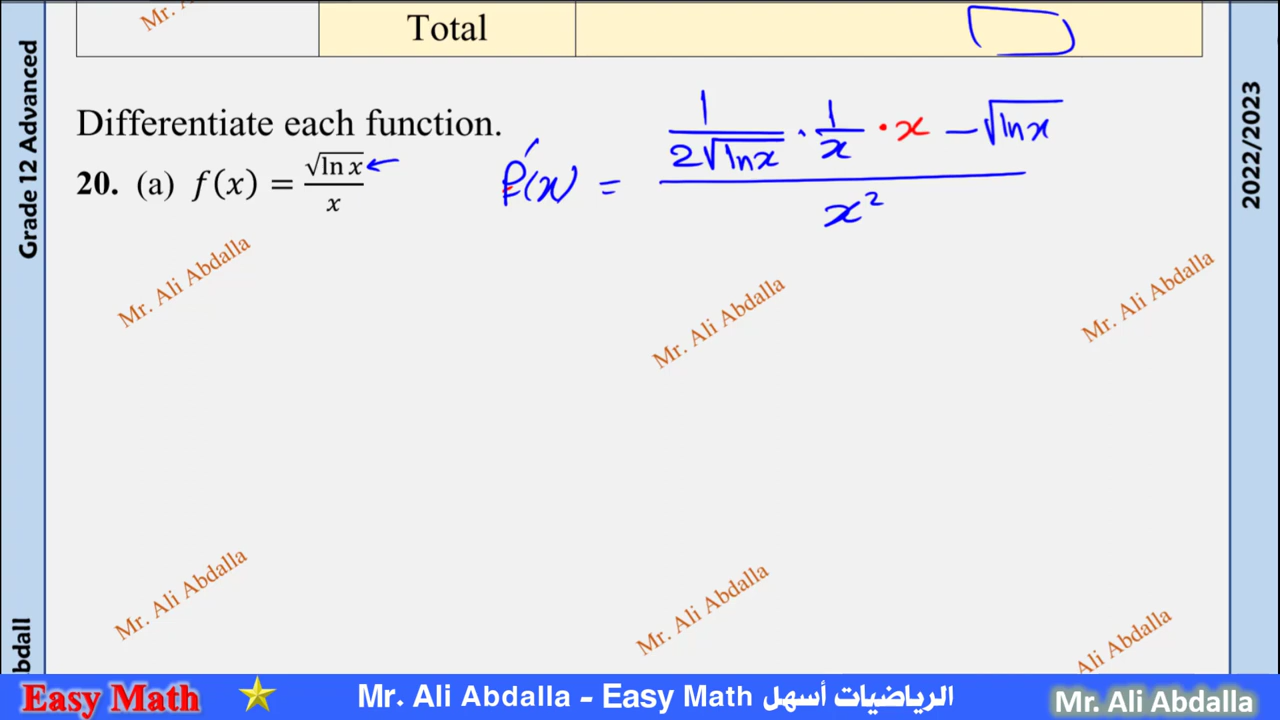 Mr. A
Total
Grade 12 Advanced
2022/2023
Differentiate each function.
20. (a) f(x) = √ln x / x
f'(x) = (1/(2√ln x) · 1/x · x − √ln x) / x²
Mr. Ali Abdalla
Mr. Ali Abdalla
Mr. Ali Abdalla
Mr. Ali Abdalla
Mr. Ali Abdalla
Ali Abdalla
bdall
Easy Math
Mr. Ali Abdalla - Easy Math الرياضيات أسهل
Mr. Ali Abdalla